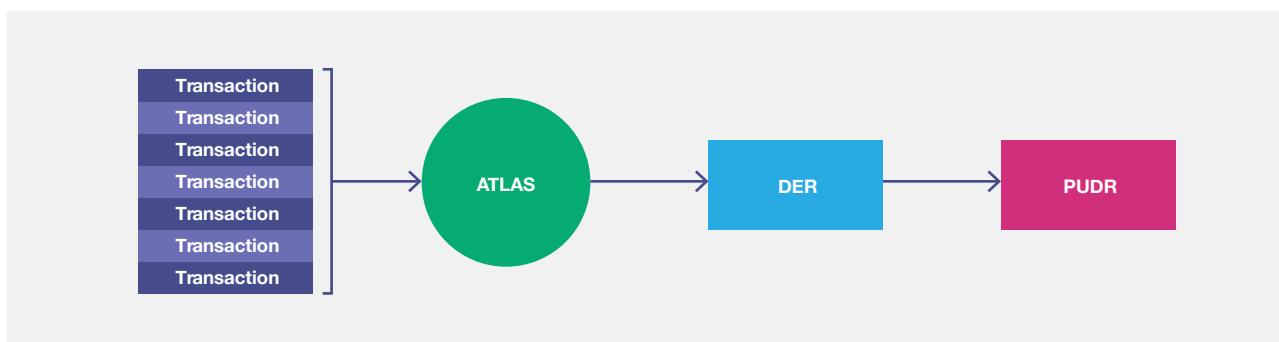 Transaction
Transaction
Transaction
Transaction
Transaction
Transaction
Transaction
ATLAS
DER
PUDR